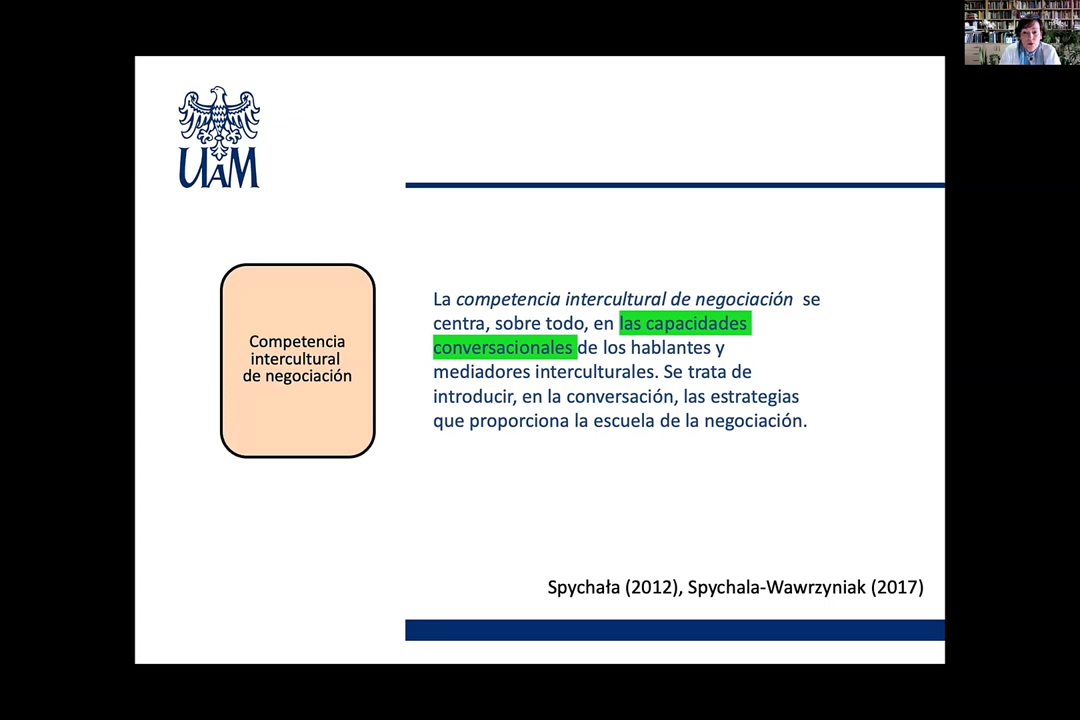 UAM
Competencia
intercultural
de negociación
La competencia intercultural de negociación se
centra, sobre todo, en las capacidades
conversacionales de los hablantes y
mediadores interculturales. Se trata de
introducir, en la conversación, las estrategias
que proporciona la escuela de la negociación.
Spychała (2012), Spychala-Wawrzyniak (2017)